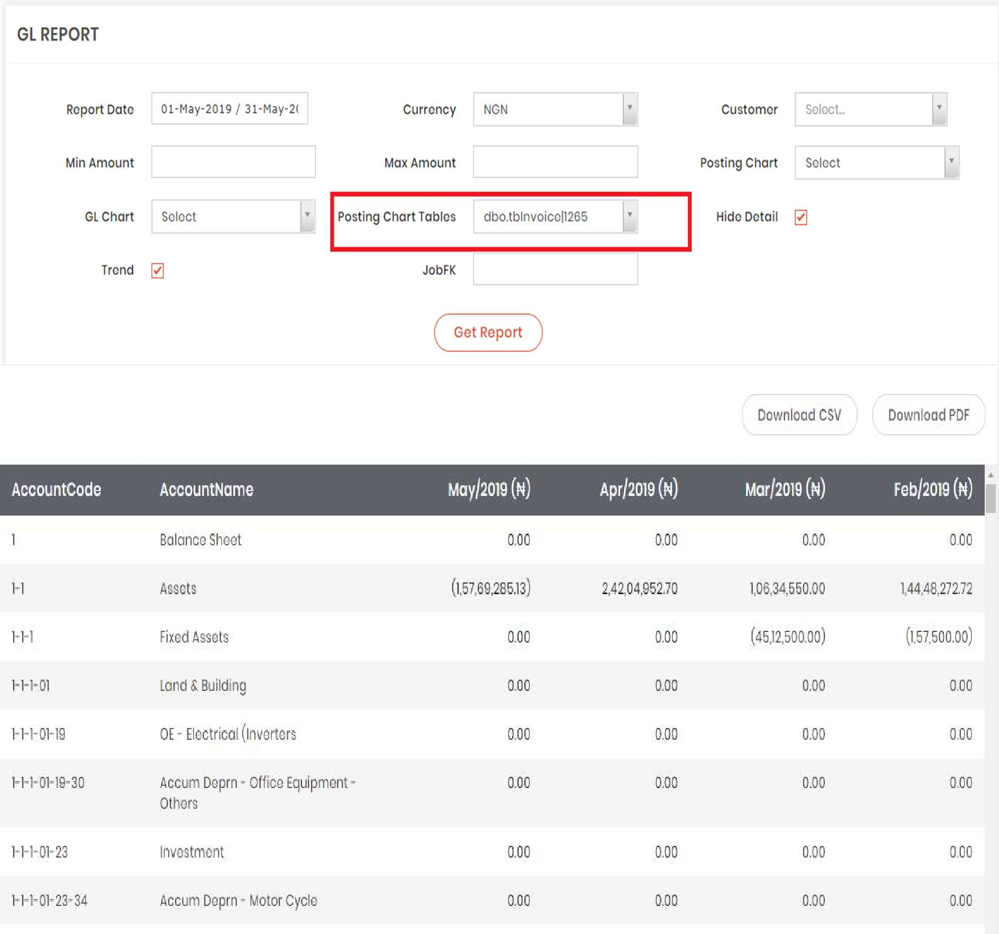 GL REPORT
Report Date 01-May-2019 / 31-May-20 Currency NGN Customer Select...
Min Amount Max Amount Posting Chart Select
GL Chart Select Posting Chart Tables dbo.tblnvoice|1265 Hide Detail
Trend JobFK
Get Report
Download CSV Download PDF
AccountCode AccountName May/2019 (₦) Apr/2019 (₦) Mar/2019 (₦) Feb/2019 (₦)
1 Balance Sheet 0.00 0.00 0.00 0.00
1-1 Assets (1,57,69,285.13) 2,42,04,952.70 1,06,34,550.00 1,44,48,272.72
1-1-1 Fixed Assets 0.00 0.00 (45,12,500.00) (1,57,500.00)
1-1-1-01 Land & Building 0.00 0.00 0.00 0.00
1-1-1-01-19 OE - Electrical (Inverters 0.00 0.00 0.00 0.00
1-1-1-01-19-30 Accum Deprn - Office Equipment - 0.00 0.00 0.00 0.00
Others
1-1-1-01-23 Investment 0.00 0.00 0.00 0.00
1-1-1-01-23-34 Accum Deprn - Motor Cycle 0.00 0.00 0.00 0.00